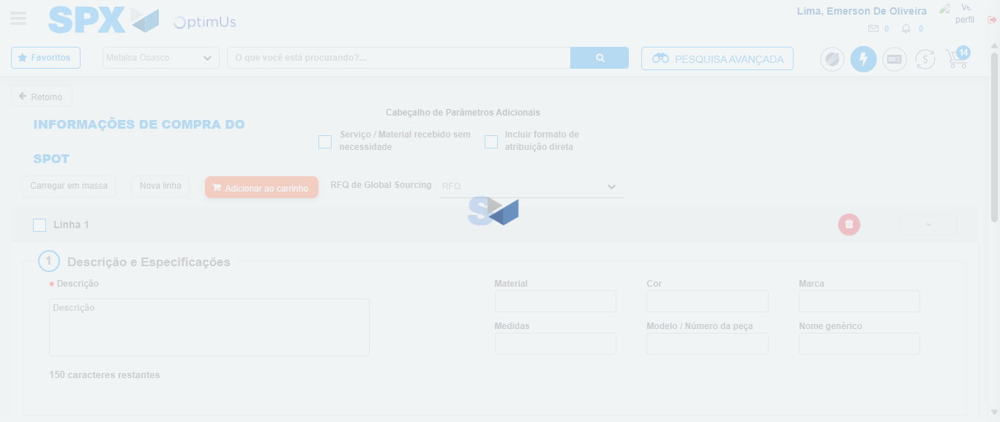 Lima, Emerson De Oliveira
perfil
SPX OptimUs
0 0
Favoritos
Metalsa Osasco
O que você está procurando?...
PESQUISA AVANÇADA
14
Retorno
INFORMAÇÕES DE COMPRA DO
SPOT
Cabeçalho de Parâmetros Adicionais
Serviço / Material recebido sem
necessidade
Incluir formato de
atribuição direta
Carregar em massa
Nova linha
Adicionar ao carrinho
RFQ de Global Sourcing
RFQ
S
Linha 1
1 Descrição e Especificações
* Descrição
Descrição
150 caracteres restantes
Material
Cor
Marca
Medidas
Modelo / Número da peça
Nome genérico